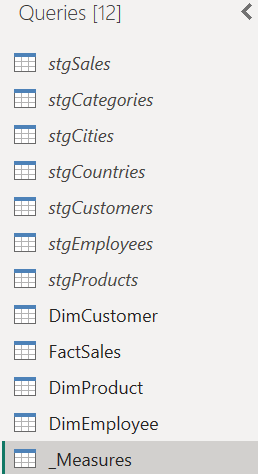 Queries [12]
stgSales
stgCategories
stgCities
stgCountries
stgCustomers
stgEmployees
stgProducts
DimCustomer
FactSales
DimProduct
DimEmployee
_Measures